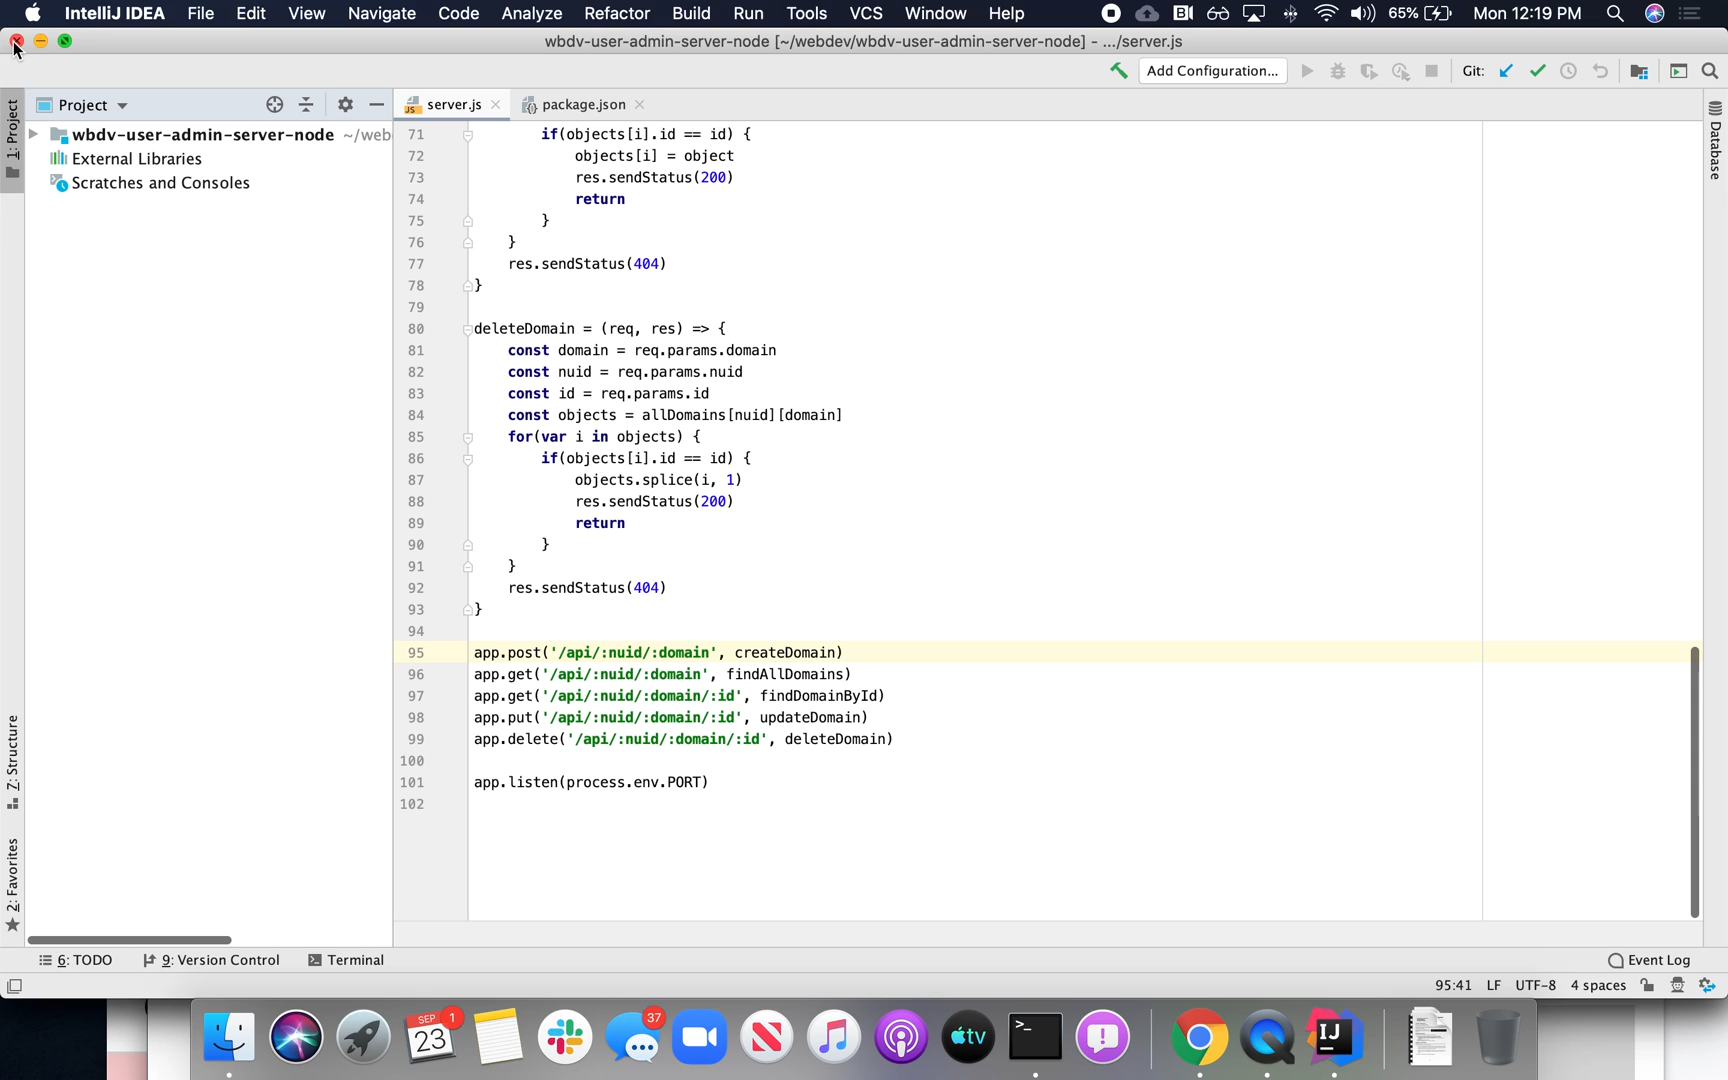 IntelliJ IDEA File Edit View Navigate Code Analyze Refactor Build Run Tools VCS Window Help 65% Mon 12:19 PM
wbdv-user-admin-server-node [~/webdev/wbdv-user-admin-server-node] - .../server.js
Add Configuration... Git:
Project server.js package.json
1: Project
wbdv-user-admin-server-node ~/web
External Libraries
Scratches and Consoles
Z: Structure
2: Favorites
Database
71 if(objects[i].id == id) {
72 objects[i] = object
73 res.sendStatus(200)
74 return
75 }
76 }
77 res.sendStatus(404)
78 }
79
80 deleteDomain = (req, res) => {
81 const domain = req.params.domain
82 const nuid = req.params.nuid
83 const id = req.params.id
84 const objects = allDomains[nuid][domain]
85 for(var i in objects) {
86 if(objects[i].id == id) {
87 objects.splice(i, 1)
88 res.sendStatus(200)
89 return
90 }
91 }
92 res.sendStatus(404)
93 }
94
95 app.post('/api/:nuid/:domain', createDomain)
96 app.get('/api/:nuid/:domain', findAllDomains)
97 app.get('/api/:nuid/:domain/:id', findDomainById)
98 app.put('/api/:nuid/:domain/:id', updateDomain)
99 app.delete('/api/:nuid/:domain/:id', deleteDomain)
100
101 app.listen(process.env.PORT)
102
6: TODO 9: Version Control Terminal Event Log
95:41 LF UTF-8 4 spaces
SEP 23 1 37 tv >_ IJ